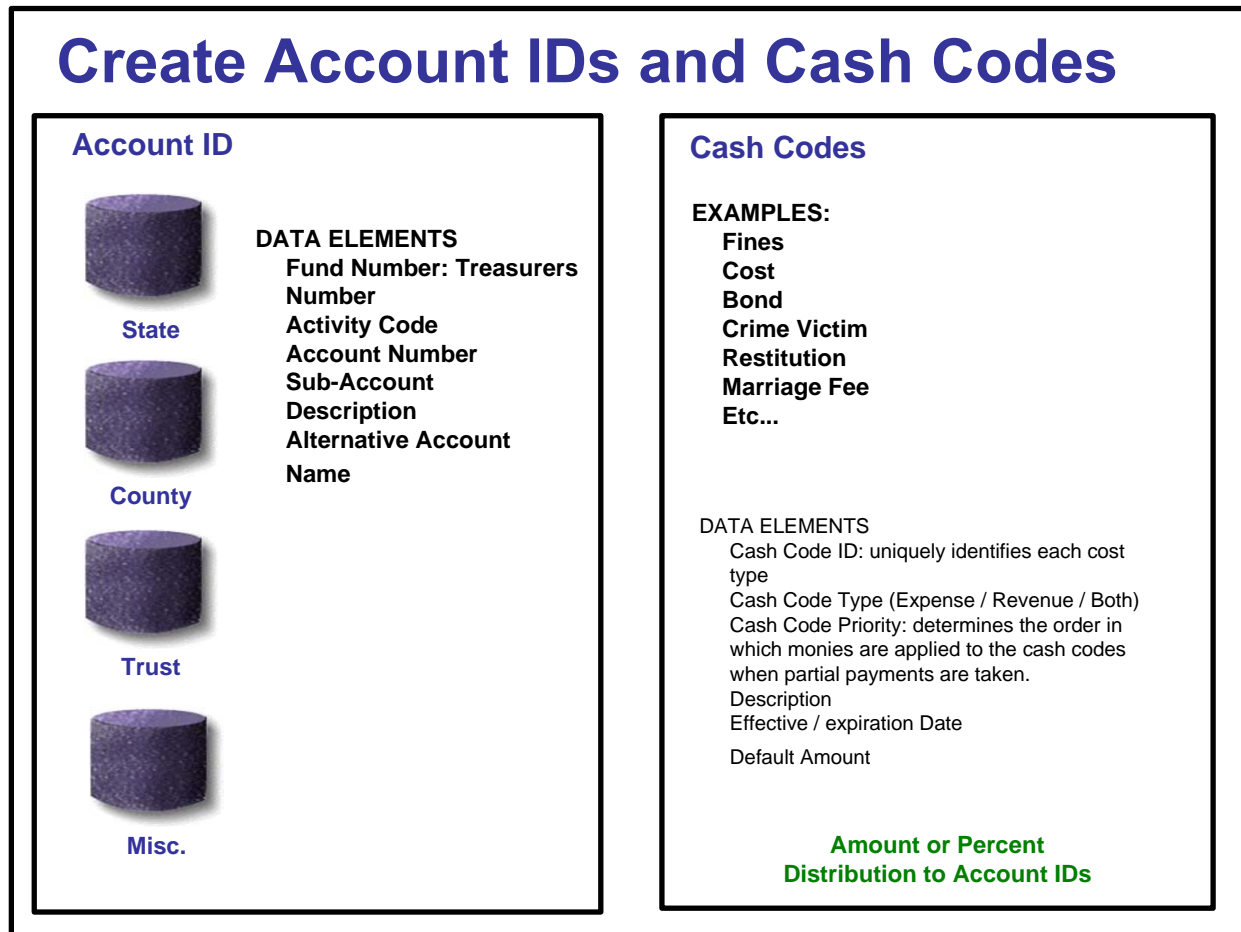 Create Account IDs and Cash Codes
Account ID
State
County
Trust
Misc.
DATA ELEMENTS
Fund Number: Treasurers
Number
Activity Code
Account Number
Sub-Account
Description
Alternative Account
Name
Cash Codes
EXAMPLES:
Fines
Cost
Bond
Crime Victim
Restitution
Marriage Fee
Etc...
DATA ELEMENTS
Cash Code ID: uniquely identifies each cost
type
Cash Code Type (Expense / Revenue / Both)
Cash Code Priority: determines the order in
which monies are applied to the cash codes
when partial payments are taken.
Description
Effective / expiration Date
Default Amount
Amount or Percent
Distribution to Account IDs